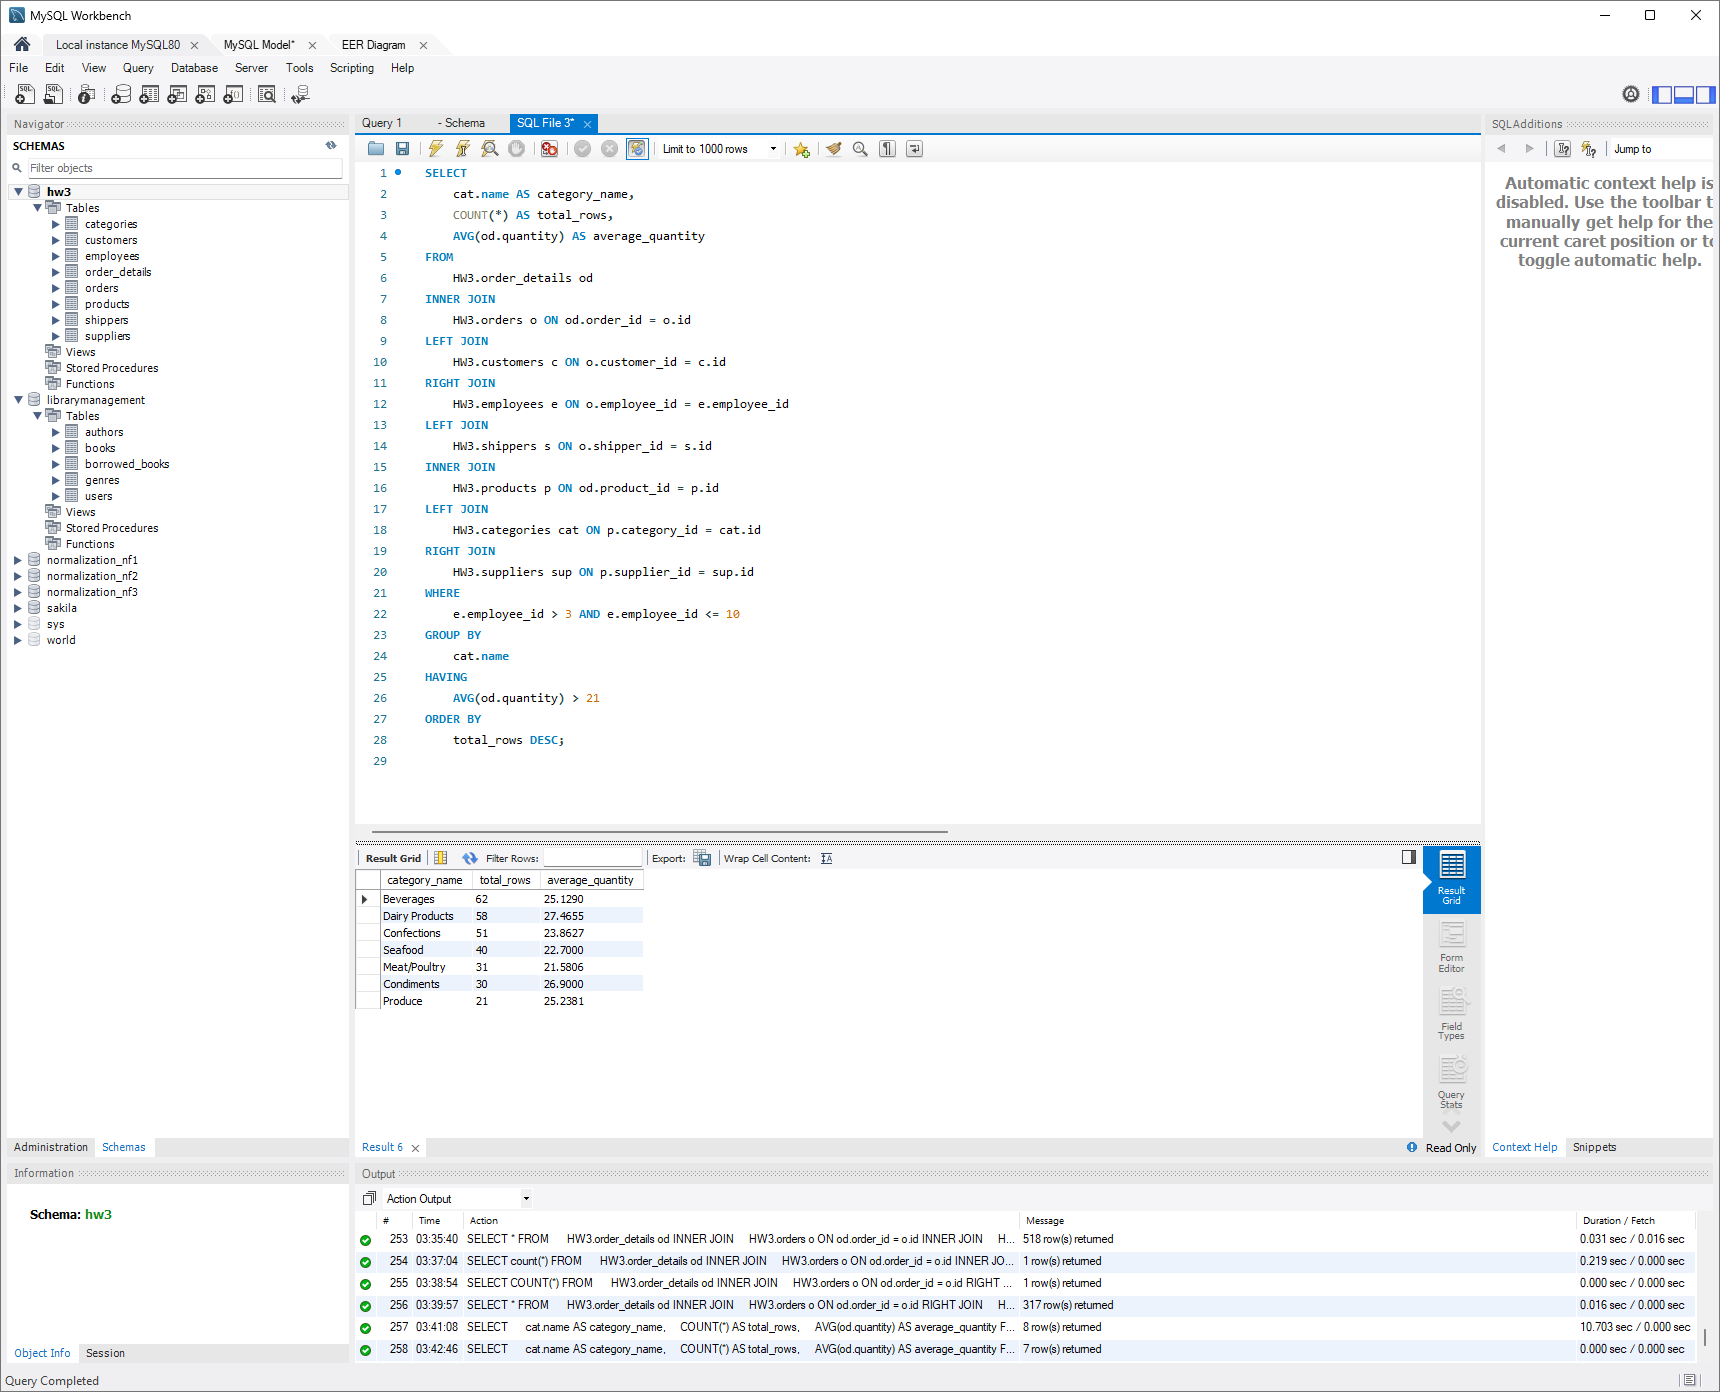 MySQL Workbench
Local instance MySQL80
MySQL Model*
EER Diagram
File Edit View Query Database Server Tools Scripting Help
Navigator
SCHEMAS
Filter objects
hw3
Tables
categories
customers
employees
order_details
orders
products
shippers
suppliers
Views
Stored Procedures
Functions
librarymanagement
Tables
authors
books
borrowed_books
genres
users
Views
Stored Procedures
Functions
normalization_nf1
normalization_nf2
normalization_nf3
sakila
sys
world
Administration Schemas
Information
Schema: hw3
Object Info Session
Query Completed
Query 1 - Schema SQL File 3*
Limit to 1000 rows
1 SELECT
2 cat.name AS category_name,
3 COUNT(*) AS total_rows,
4 AVG(od.quantity) AS average_quantity
5 FROM
6 HW3.order_details od
7 INNER JOIN
8 HW3.orders o ON od.order_id = o.id
9 LEFT JOIN
10 HW3.customers c ON o.customer_id = c.id
11 RIGHT JOIN
12 HW3.employees e ON o.employee_id = e.employee_id
13 LEFT JOIN
14 HW3.shippers s ON o.shipper_id = s.id
15 INNER JOIN
16 HW3.products p ON od.product_id = p.id
17 LEFT JOIN
18 HW3.categories cat ON p.category_id = cat.id
19 RIGHT JOIN
20 HW3.suppliers sup ON p.supplier_id = sup.id
21 WHERE
22 e.employee_id > 3 AND e.employee_id <= 10
23 GROUP BY
24 cat.name
25 HAVING
26 AVG(od.quantity) > 21
27 ORDER BY
28 total_rows DESC;
29
Result Grid Filter Rows: Export: Wrap Cell Content:
category_name total_rows average_quantity
Beverages 62 25.1290
Dairy Products 58 27.4655
Confections 51 23.8627
Seafood 40 22.7000
Meat/Poultry 31 21.5806
Condiments 30 26.9000
Produce 21 25.2381
Result
Grid
Form
Editor
Field
Types
Query
Stats
Result 6
Read Only
SQLAdditions
Jump to
Automatic context help is
disabled. Use the toolbar t
manually get help for the
current caret position or to
toggle automatic help.
Context Help Snippets
Output
Action Output
# Time Action Message Duration / Fetch
253 03:35:40 SELECT * FROM HW3.order_details od INNER JOIN HW3.orders o ON od.order_id = o.id INNER JOIN H... 518 row(s) returned 0.031 sec / 0.016 sec
254 03:37:04 SELECT count(*) FROM HW3.order_details od INNER JOIN HW3.orders o ON od.order_id = o.id INNER JO... 1 row(s) returned 0.219 sec / 0.000 sec
255 03:38:54 SELECT COUNT(*) FROM HW3.order_details od INNER JOIN HW3.orders o ON od.order_id = o.id RIGHT ... 1 row(s) returned 0.000 sec / 0.000 sec
256 03:39:57 SELECT * FROM HW3.order_details od INNER JOIN HW3.orders o ON od.order_id = o.id RIGHT JOIN H... 317 row(s) returned 0.016 sec / 0.000 sec
257 03:41:08 SELECT cat.name AS category_name, COUNT(*) AS total_rows, AVG(od.quantity) AS average_quantity F... 8 row(s) returned 10.703 sec / 0.000 sec
258 03:42:46 SELECT cat.name AS category_name, COUNT(*) AS total_rows, AVG(od.quantity) AS average_quantity F... 7 row(s) returned 0.000 sec / 0.000 sec